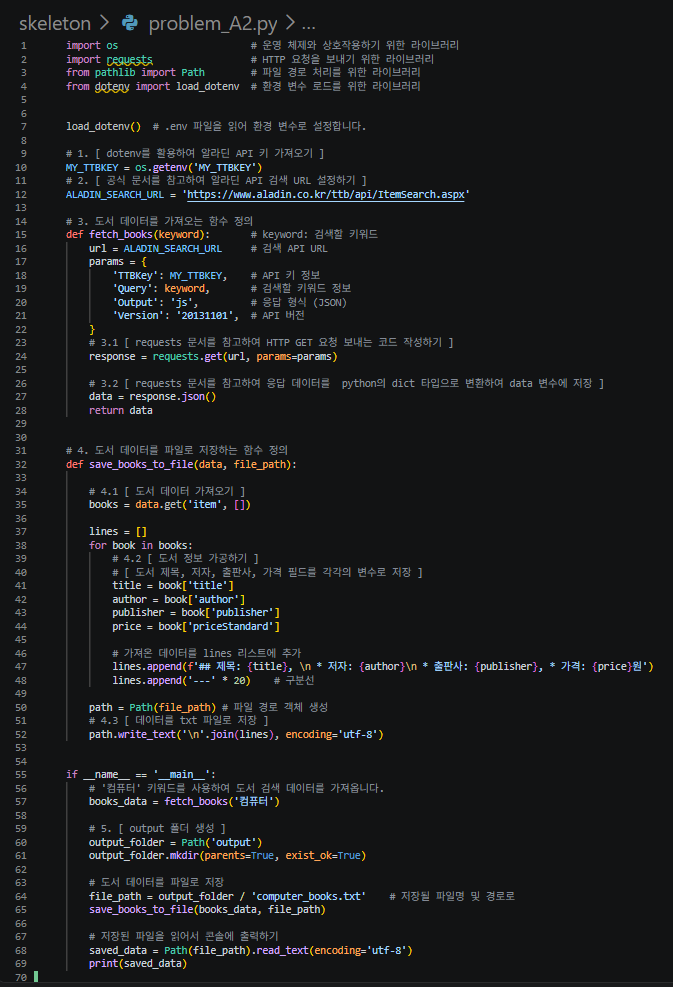 skeleton > problem_A2.py > ...
1 import os # 운영 체제와 상호작용하기 위한 라이브러리
2 import requests # HTTP 요청을 보내기 위한 라이브러리
3 from pathlib import Path # 파일 경로 처리를 위한 라이브러리
4 from dotenv import load_dotenv # 환경 변수 로드를 위한 라이브러리
5
6
7 load_dotenv() # .env 파일을 읽어 환경 변수로 설정합니다.
8
9 # 1. [ dotenv를 활용하여 알라딘 API 키 가져오기 ]
10 MY_TTBKEY = os.getenv('MY_TTBKEY')
11 # 2. [ 공식 문서를 참고하여 알라딘 API 검색 URL 설정하기 ]
12 ALADIN_SEARCH_URL = 'https://www.aladin.co.kr/ttb/api/ItemSearch.aspx'
13
14 # 3. 도서 데이터를 가져오는 함수 정의
15 def fetch_books(keyword): # keyword: 검색할 키워드
16 url = ALADIN_SEARCH_URL # 검색 API URL
17 params = {
18 'TTBKey': MY_TTBKEY, # API 키 정보
19 'Query': keyword, # 검색할 키워드 정보
20 'Output': 'js', # 응답 형식 (JSON)
21 'Version': '20131101', # API 버전
22 }
23 # 3.1 [ requests 문서를 참고하여 HTTP GET 요청 보내는 코드 작성하기 ]
24 response = requests.get(url, params=params)
25
26 # 3.2 [ requests 문서를 참고하여 응답 데이터를 python의 dict 타입으로 변환하여 data 변수에 저장 ]
27 data = response.json()
28 return data
29
30
31 # 4. 도서 데이터를 파일로 저장하는 함수 정의
32 def save_books_to_file(data, file_path):
33
34 # 4.1 [ 도서 데이터 가져오기 ]
35 books = data.get('item', [])
36
37 lines = []
38 for book in books:
39 # 4.2 [ 도서 정보 가공하기 ]
40 # [ 도서 제목, 저자, 출판사, 가격 필드를 각각의 변수로 저장 ]
41 title = book['title']
42 author = book['author']
43 publisher = book['publisher']
44 price = book['priceStandard']
45
46 # 가져온 데이터를 lines 리스트에 추가
47 lines.append(f'## 제목: {title}, \n * 저자: {author}\n * 출판사: {publisher}, * 가격: {price}원')
48 lines.append('---' * 20) # 구분선
49
50 path = Path(file_path) # 파일 경로 객체 생성
51 # 4.3 [ 데이터를 txt 파일로 저장 ]
52 path.write_text('\n'.join(lines), encoding='utf-8')
53
54
55 if __name__ == '__main__':
56 # '컴퓨터' 키워드를 사용하여 도서 검색 데이터를 가져옵니다.
57 books_data = fetch_books('컴퓨터')
58
59 # 5. [ output 폴더 생성 ]
60 output_folder = Path('output')
61 output_folder.mkdir(parents=True, exist_ok=True)
62
63 # 도서 데이터를 파일로 저장
64 file_path = output_folder / 'computer_books.txt' # 저장될 파일명 및 경로로
65 save_books_to_file(books_data, file_path)
66
67 # 저장된 파일을 읽어서 콘솔에 출력하기
68 saved_data = Path(file_path).read_text(encoding='utf-8')
69 print(saved_data)
70